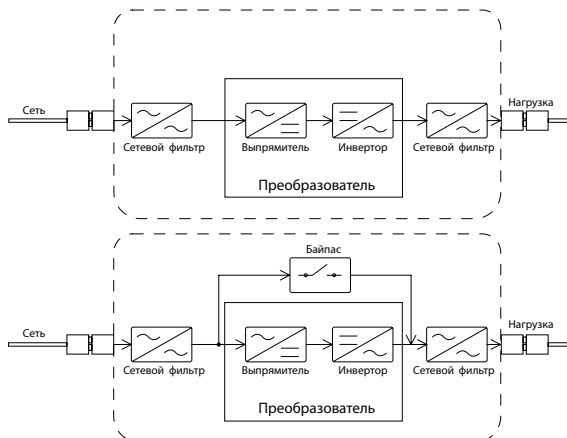 Сеть
Нагрузка
Сетевой фильтр
Выпрямитель
Инвертор
Сетевой фильтр
Преобразователь
Байпас
Сеть
Нагрузка
Сетевой фильтр
Выпрямитель
Инвертор
Сетевой фильтр
Преобразователь